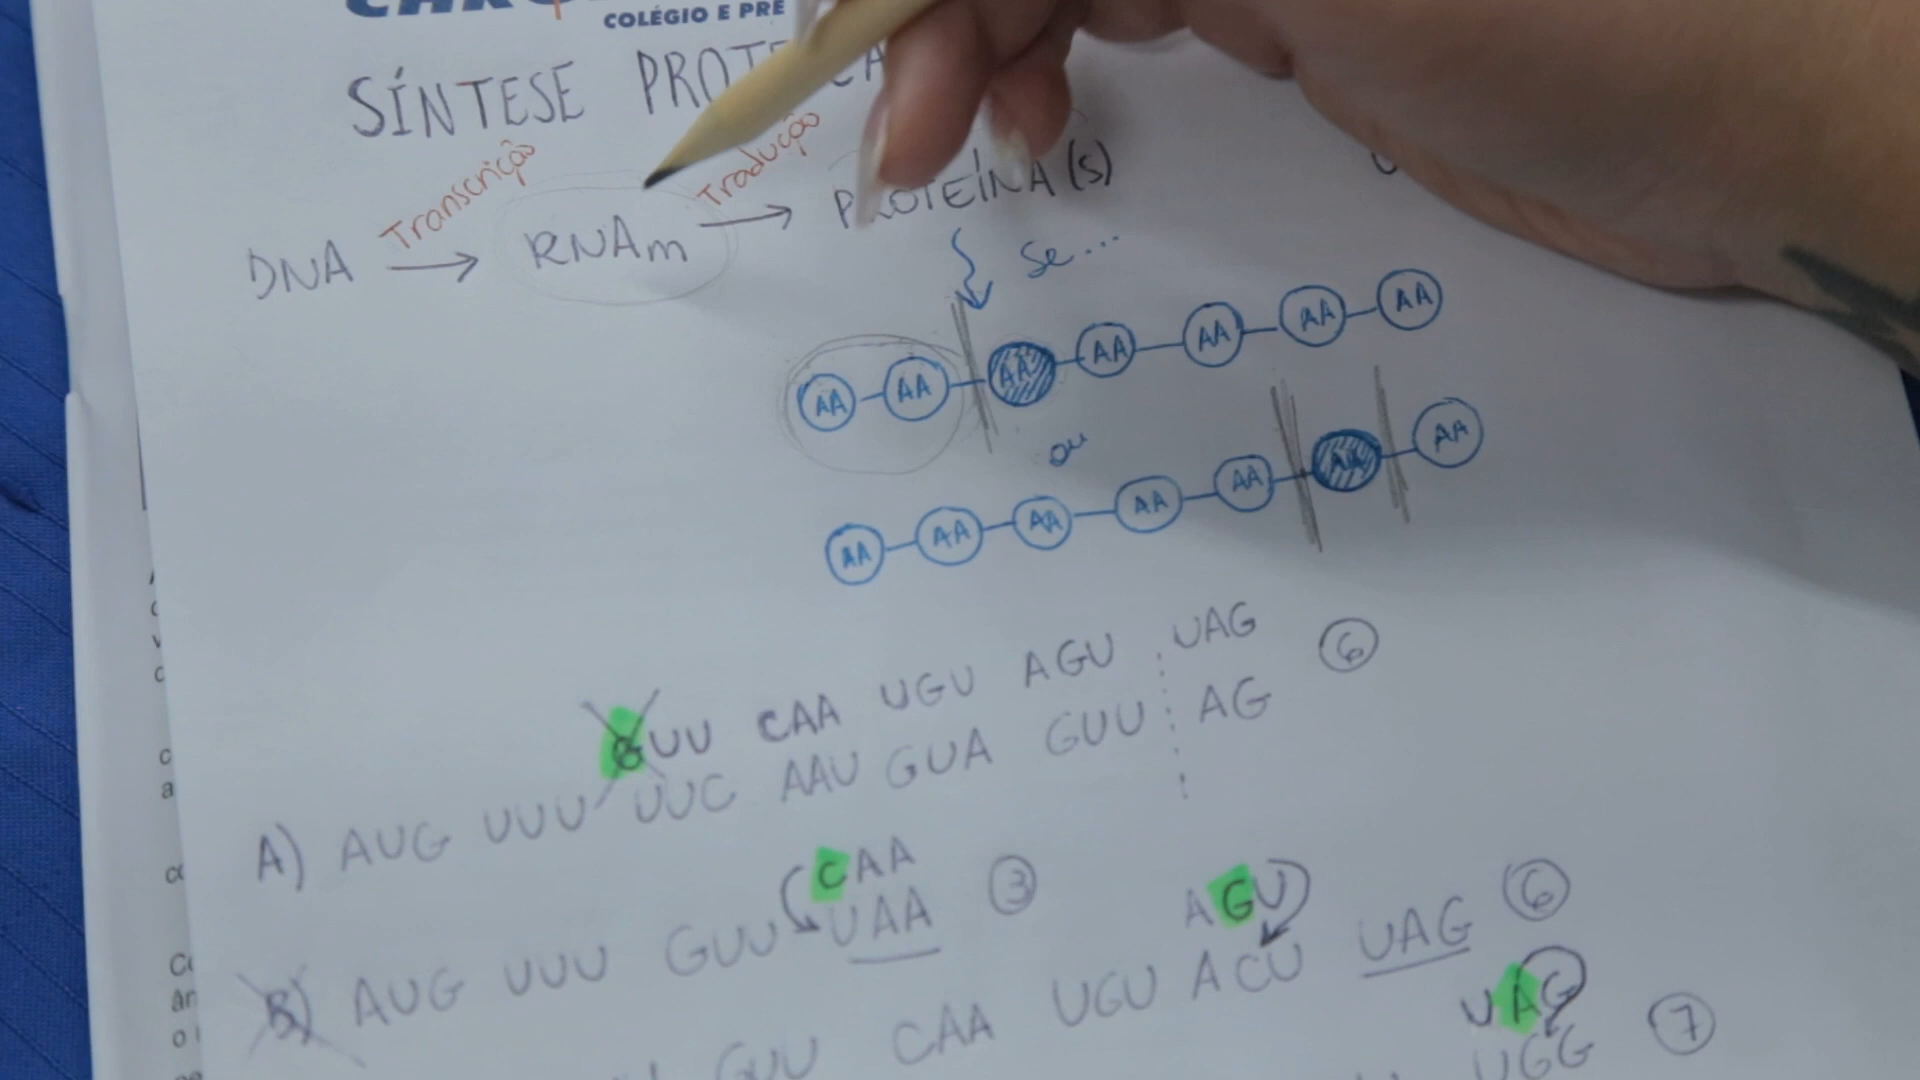 COLÉGIO E PRÉ
SÍNTESE
Transcrição Tradução
DNA → RNAm → PROTEÍNA(S)
Se....
AA AA AA AA AA AA AA
ou
AA AA AA AA AA AA AA
GUU CAA UGU AGU UAG 6
A) AUG UUU UUC AAU GUA GUU AG
CAA 3
B) AUG UUU GUU UAA
AGU
CAA UGU ACU UAG 6
GUU
UAG
UGG 7